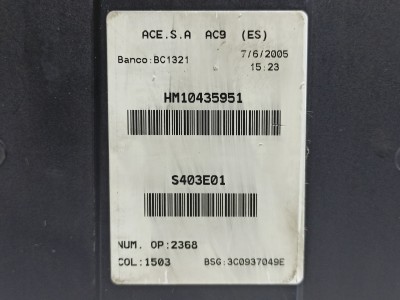 ACE.S.A AC9 (ES)
Banco:BC1321 7/6/2005
15:23
HM10435951
S403E01
NUM. OP:2368
COL:1503 BSG:3C0937049E